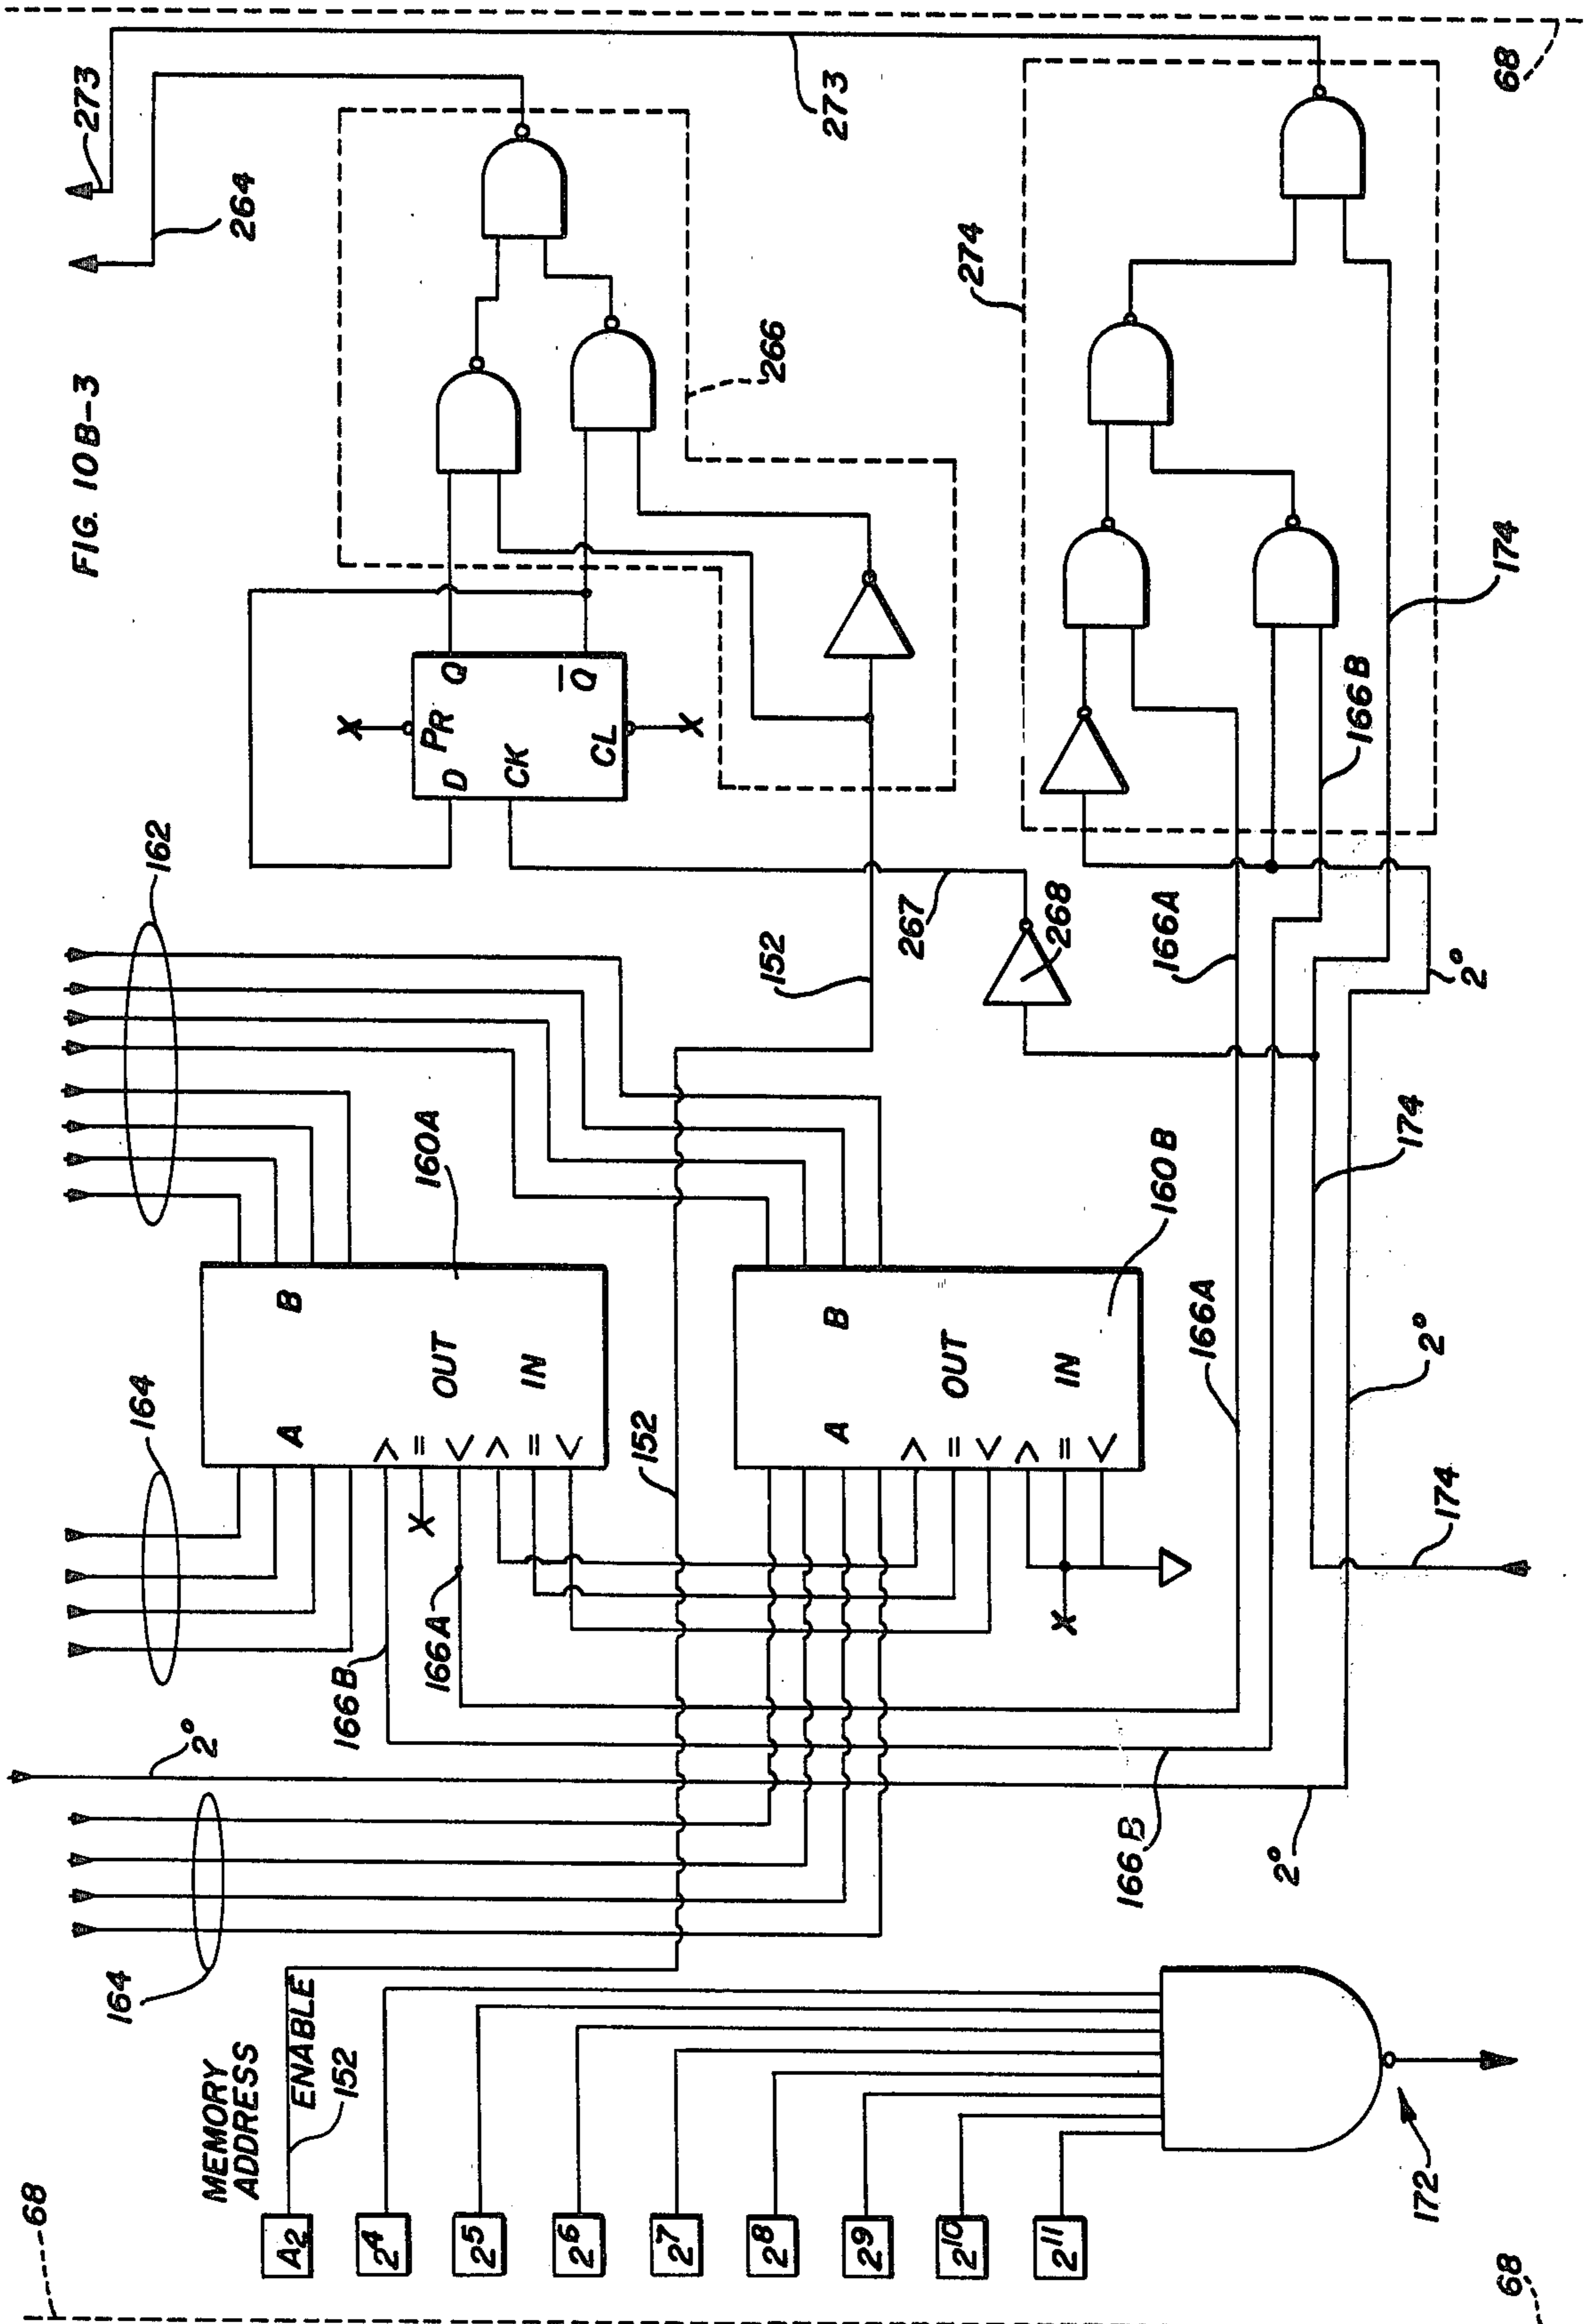 FIG. 10B-3
68
MEMORY
ADDRESS
ENABLE
152
A2
2⁴
2⁵
2⁶
2⁷
2⁸
2⁹
2¹⁰
2¹¹
172
68
164
2⁰
164
162
166B
166A
A
B
>
=
<
OUT
>
=
<
IN
160A
X
152
A
B
>
=
<
OUT
>
=
<
IN
160B
X
166B
2⁰
166A
174
2⁰
174
152
267
268
166A
2⁰
D
PR
Q
CK
CL
Q̅
X
X
266
264
273
273
274
166B
174
68